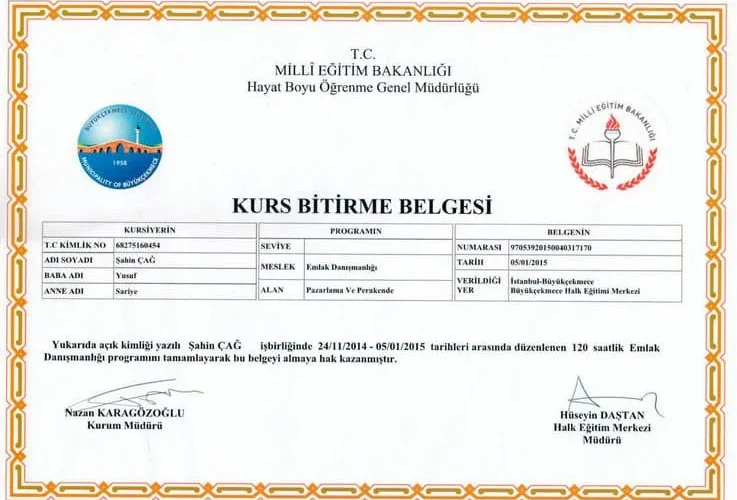 T.C.
MİLLÎ EĞİTİM BAKANLIĞI
Hayat Boyu Öğrenme Genel Müdürlüğü
BÜYÜKÇEKMECE
1958
MUNICIPALITY OF BÜYÜKÇEKMECE
T.C. MİLLİ EĞİTİM BAKANLIĞI
KURS BİTİRME BELGESİ
KURSİYERİN
T.C KİMLİK NO 68275160454
ADI SOYADI Şahin ÇAĞ
BABA ADI Yusuf
ANNE ADI Sariye
PROGRAMIN
SEVİYE
MESLEK Emlak Danışmanlığı
ALAN Pazarlama Ve Perakende
BELGENİN
NUMARASI 97053920150040317170
TARİH 05/01/2015
VERİLDİĞİ YER İstanbul-Büyükçekmece
Büyükçekmece Halk Eğitimi Merkezi
Yukarıda açık kimliği yazılı Şahin ÇAĞ işbirliğinde 24/11/2014 - 05/01/2015 tarihleri arasında düzenlenen 120 saatlik Emlak
Danışmanlığı programını tamamlayarak bu belgeyi almaya hak kazanmıştır.
Nazan KARAGÖZOĞLU
Kurum Müdürü
Hüseyin DAŞTAN
Halk Eğitim Merkezi
Müdürü